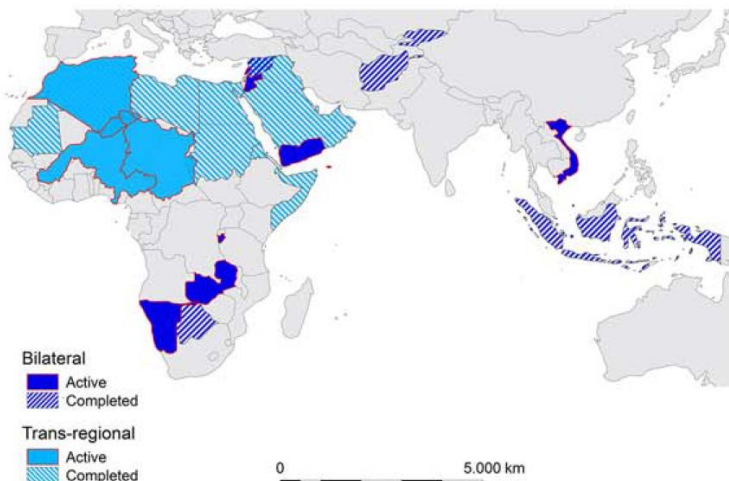 Bilateral
Active
Completed
Trans-regional
Active
Completed
0 5.000 km